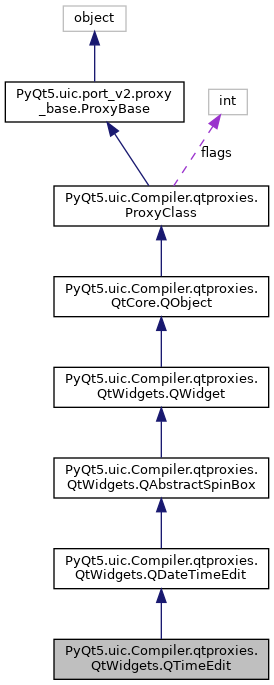 object
PyQt5.uic.port_v2.proxy
_base.ProxyBase
int
flags
PyQt5.uic.Compiler.qtproxies.
ProxyClass
PyQt5.uic.Compiler.qtproxies.
QtCore.QObject
PyQt5.uic.Compiler.qtproxies.
QtWidgets.QWidget
PyQt5.uic.Compiler.qtproxies.
QtWidgets.QAbstractSpinBox
PyQt5.uic.Compiler.qtproxies.
QtWidgets.QDateTimeEdit
PyQt5.uic.Compiler.qtproxies.
QtWidgets.QTimeEdit